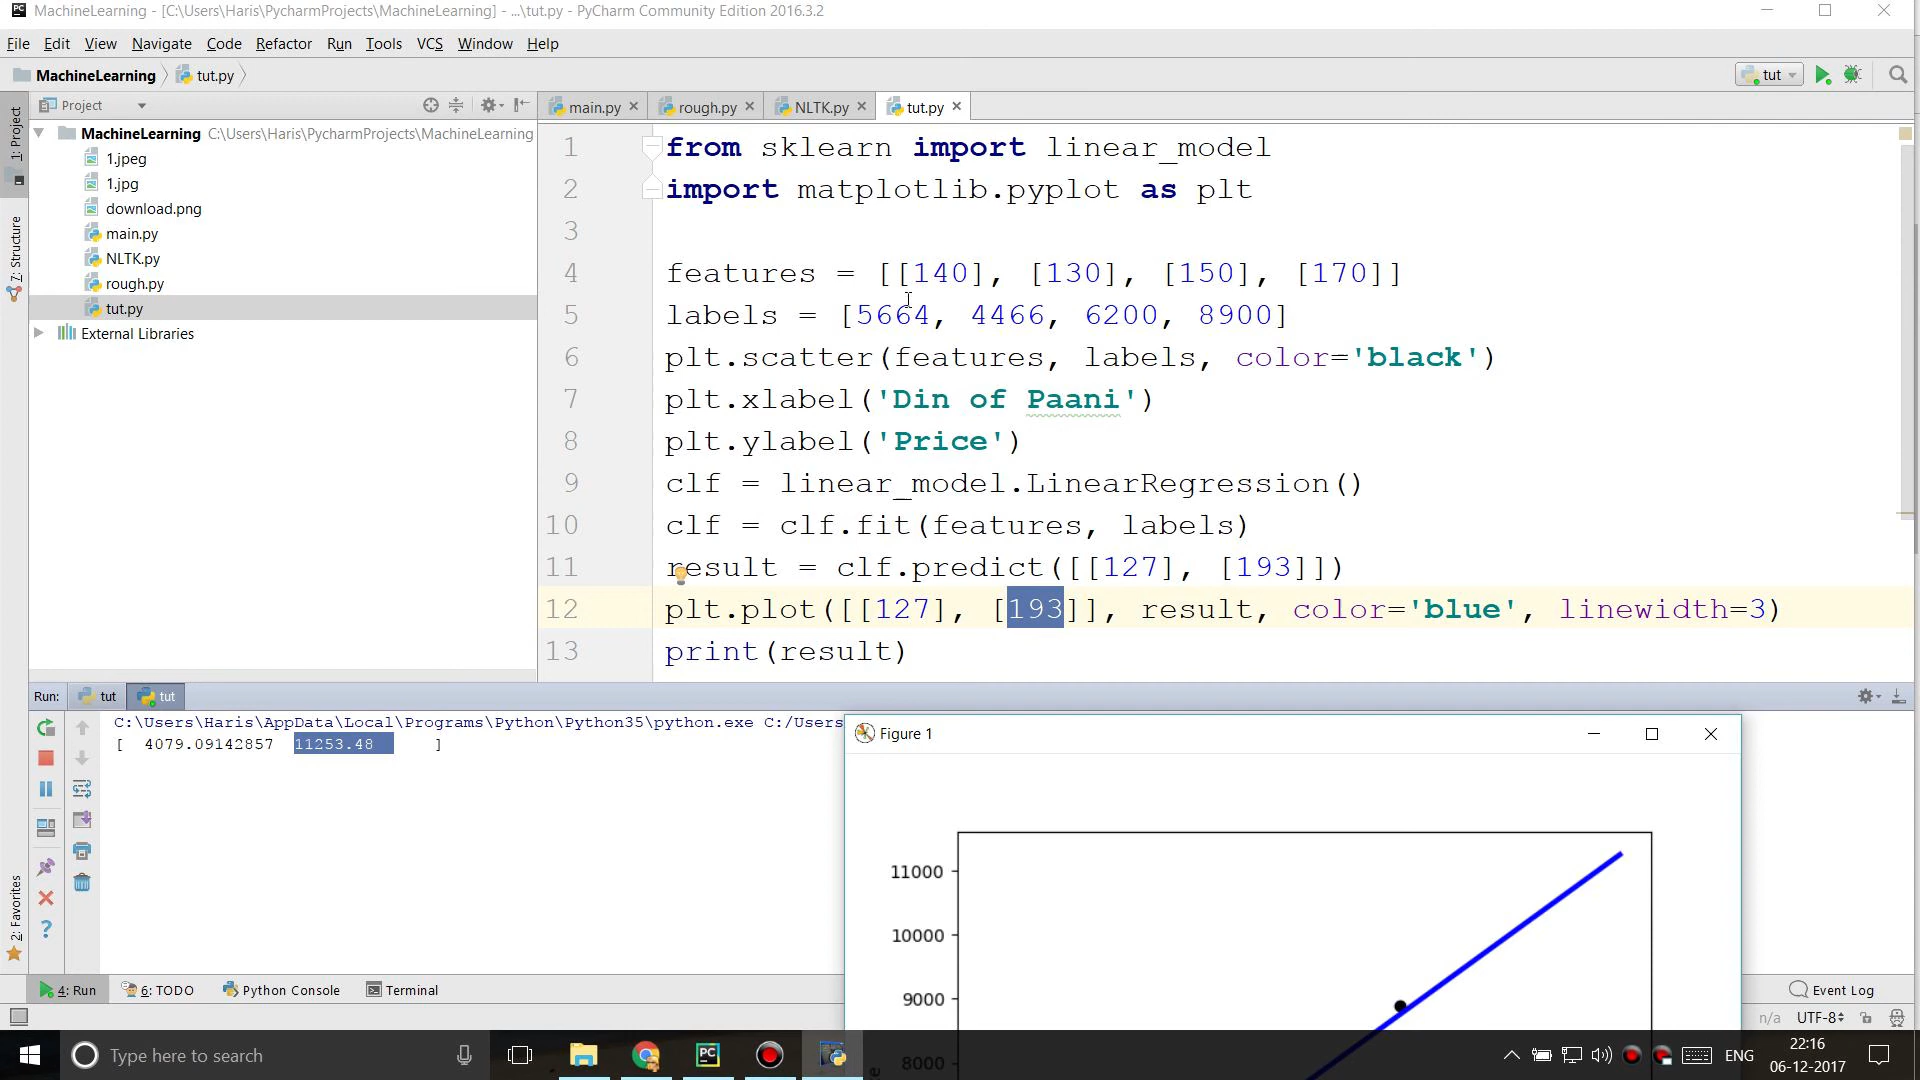 MachineLearning - [C:\Users\Haris\PycharmProjects\MachineLearning] - ...\tut.py - PyCharm Community Edition 2016.3.2
File Edit View Navigate Code Refactor Run Tools VCS Window Help
MachineLearning tut.py
tut
Project
main.py rough.py NLTK.py tut.py
1: Project
Z: Structure
2: Favorites
MachineLearning C:\Users\Haris\PycharmProjects\MachineLearning
1.jpeg
1.jpg
download.png
main.py
NLTK.py
rough.py
tut.py
External Libraries
1 from sklearn import linear_model
2 import matplotlib.pyplot as plt
3
4 features = [[140], [130], [150], [170]]
5 labels = [5664, 4466, 6200, 8900]
6 plt.scatter(features, labels, color='black')
7 plt.xlabel('Din of Paani')
8 plt.ylabel('Price')
9 clf = linear_model.LinearRegression()
10 clf = clf.fit(features, labels)
11 result = clf.predict([[127], [193]])
12 plt.plot([[127], [193]], result, color='blue', linewidth=3)
13 print(result)
Run: tut tut
C:\Users\Haris\AppData\Local\Programs\Python\Python35\python.exe C:/Users
[ 4079.09142857 11253.48 ]
Figure 1
11000
10000
9000
8000
4: Run 6: TODO Python Console Terminal Event Log
n/a UTF-8
Type here to search
ENG
22:16
06-12-2017